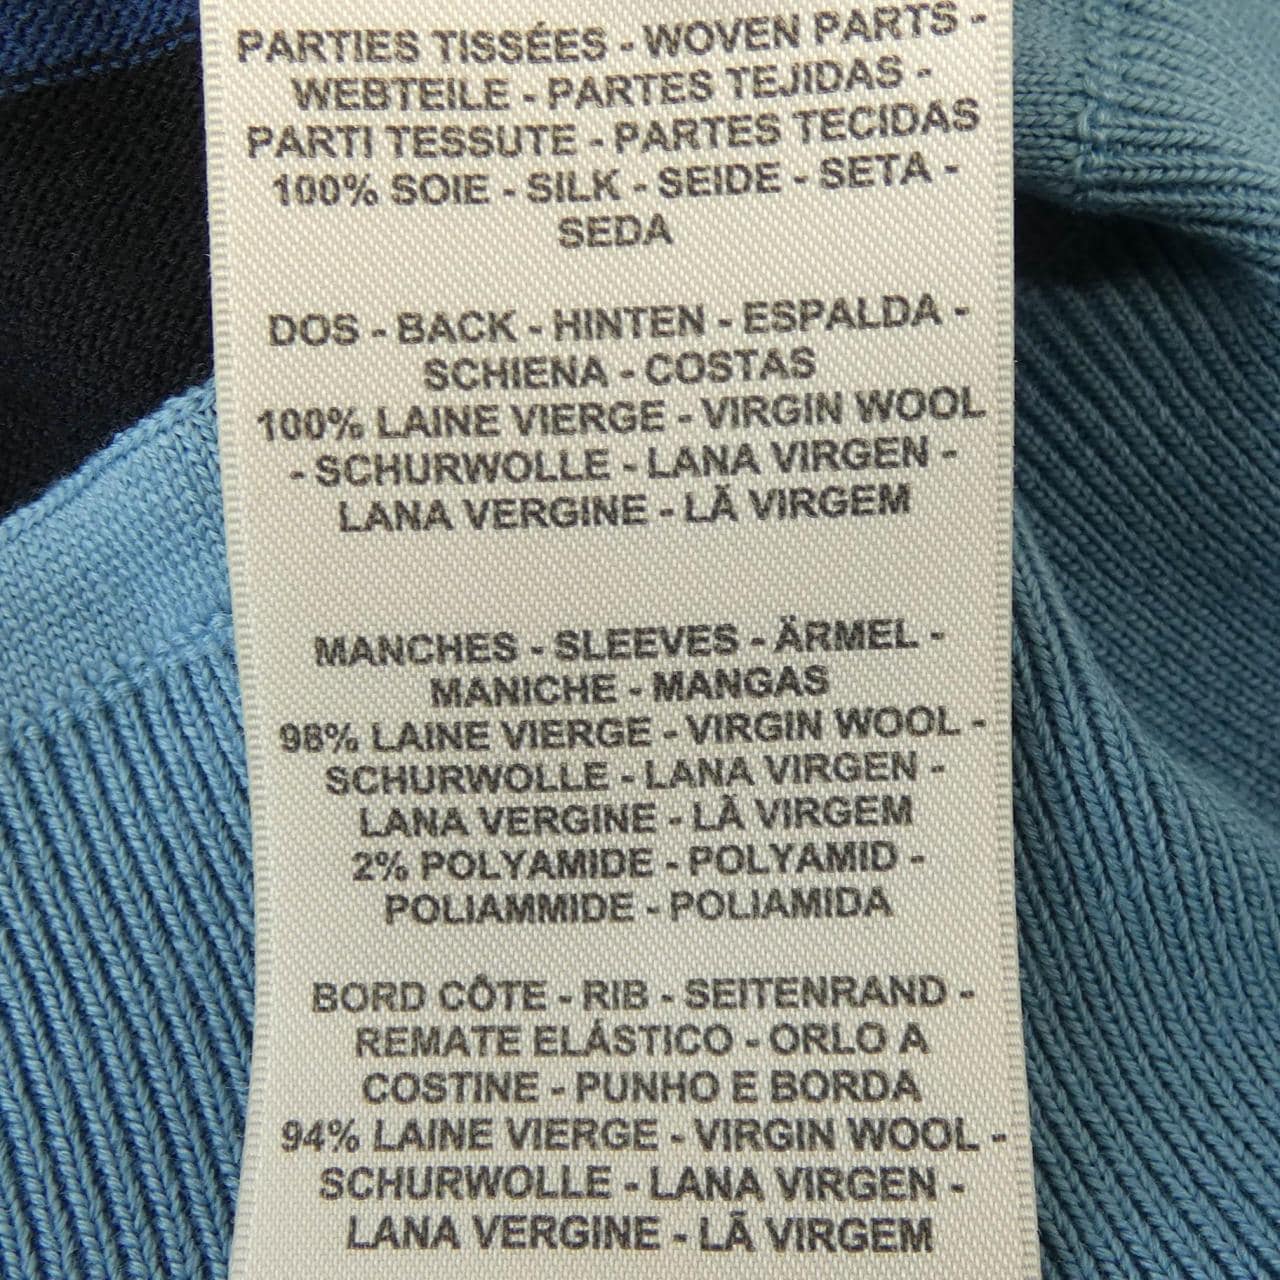 PARTIES TISSÉES - WOVEN PARTS -
WEBTEILE - PARTES TEJIDAS -
PARTI TESSUTE - PARTES TECIDAS
100% SOIE - SILK - SEIDE - SETA -
SEDA
DOS - BACK - HINTEN - ESPALDA -
SCHIENA - COSTAS
100% LAINE VIERGE - VIRGIN WOOL
- SCHURWOLLE - LANA VIRGEN -
LANA VERGINE - LÃ VIRGEM
MANCHES - SLEEVES - ÄRMEL -
MANICHE - MANGAS
98% LAINE VIERGE - VIRGIN WOOL -
SCHURWOLLE - LANA VIRGEN -
LANA VERGINE - LÃ VIRGEM
2% POLYAMIDE - POLYAMID -
POLIAMMIDE - POLIAMIDA
BORD CÔTE - RIB - SEITENRAND -
REMATE ELÁSTICO - ORLO A
COSTINE - PUNHO E BORDA
94% LAINE VIERGE - VIRGIN WOOL -
SCHURWOLLE - LANA VIRGEN -
LANA VERGINE - LÃ VIRGEM